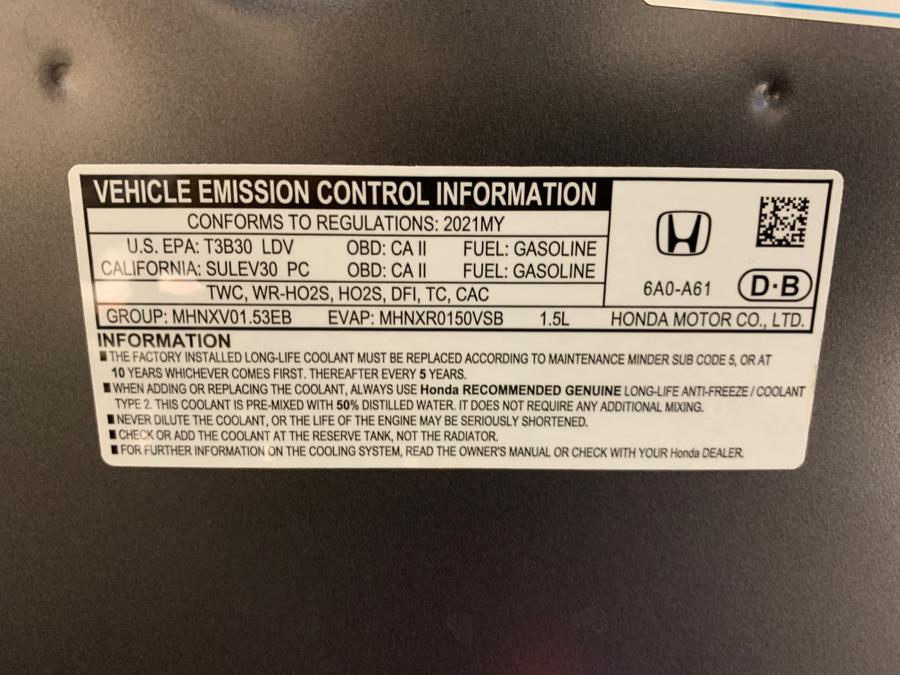 VEHICLE EMISSION CONTROL INFORMATION
CONFORMS TO REGULATIONS: 2021MY
U.S. EPA: T3B30 LDV OBD: CA II FUEL: GASOLINE
CALIFORNIA: SULEV30 PC OBD: CA II FUEL: GASOLINE
TWC, WR-HO2S, HO2S, DFI, TC, CAC
6A0-A61 D·B
GROUP: MHNXV01.53EB EVAP: MHNXR0150VSB 1.5L HONDA MOTOR CO., LTD.
INFORMATION
■ THE FACTORY INSTALLED LONG-LIFE COOLANT MUST BE REPLACED ACCORDING TO MAINTENANCE MINDER SUB CODE 5, OR AT
10 YEARS WHICHEVER COMES FIRST. THEREAFTER EVERY 5 YEARS.
■ WHEN ADDING OR REPLACING THE COOLANT, ALWAYS USE Honda RECOMMENDED GENUINE LONG-LIFE ANTI-FREEZE / COOLANT
TYPE 2. THIS COOLANT IS PRE-MIXED WITH 50% DISTILLED WATER. IT DOES NOT REQUIRE ANY ADDITIONAL MIXING.
■ NEVER DILUTE THE COOLANT, OR THE LIFE OF THE ENGINE MAY BE SERIOUSLY SHORTENED.
■ CHECK OR ADD THE COOLANT AT THE RESERVE TANK, NOT THE RADIATOR.
■ FOR FURTHER INFORMATION ON THE COOLING SYSTEM, READ THE OWNER'S MANUAL OR CHECK WITH YOUR Honda DEALER.